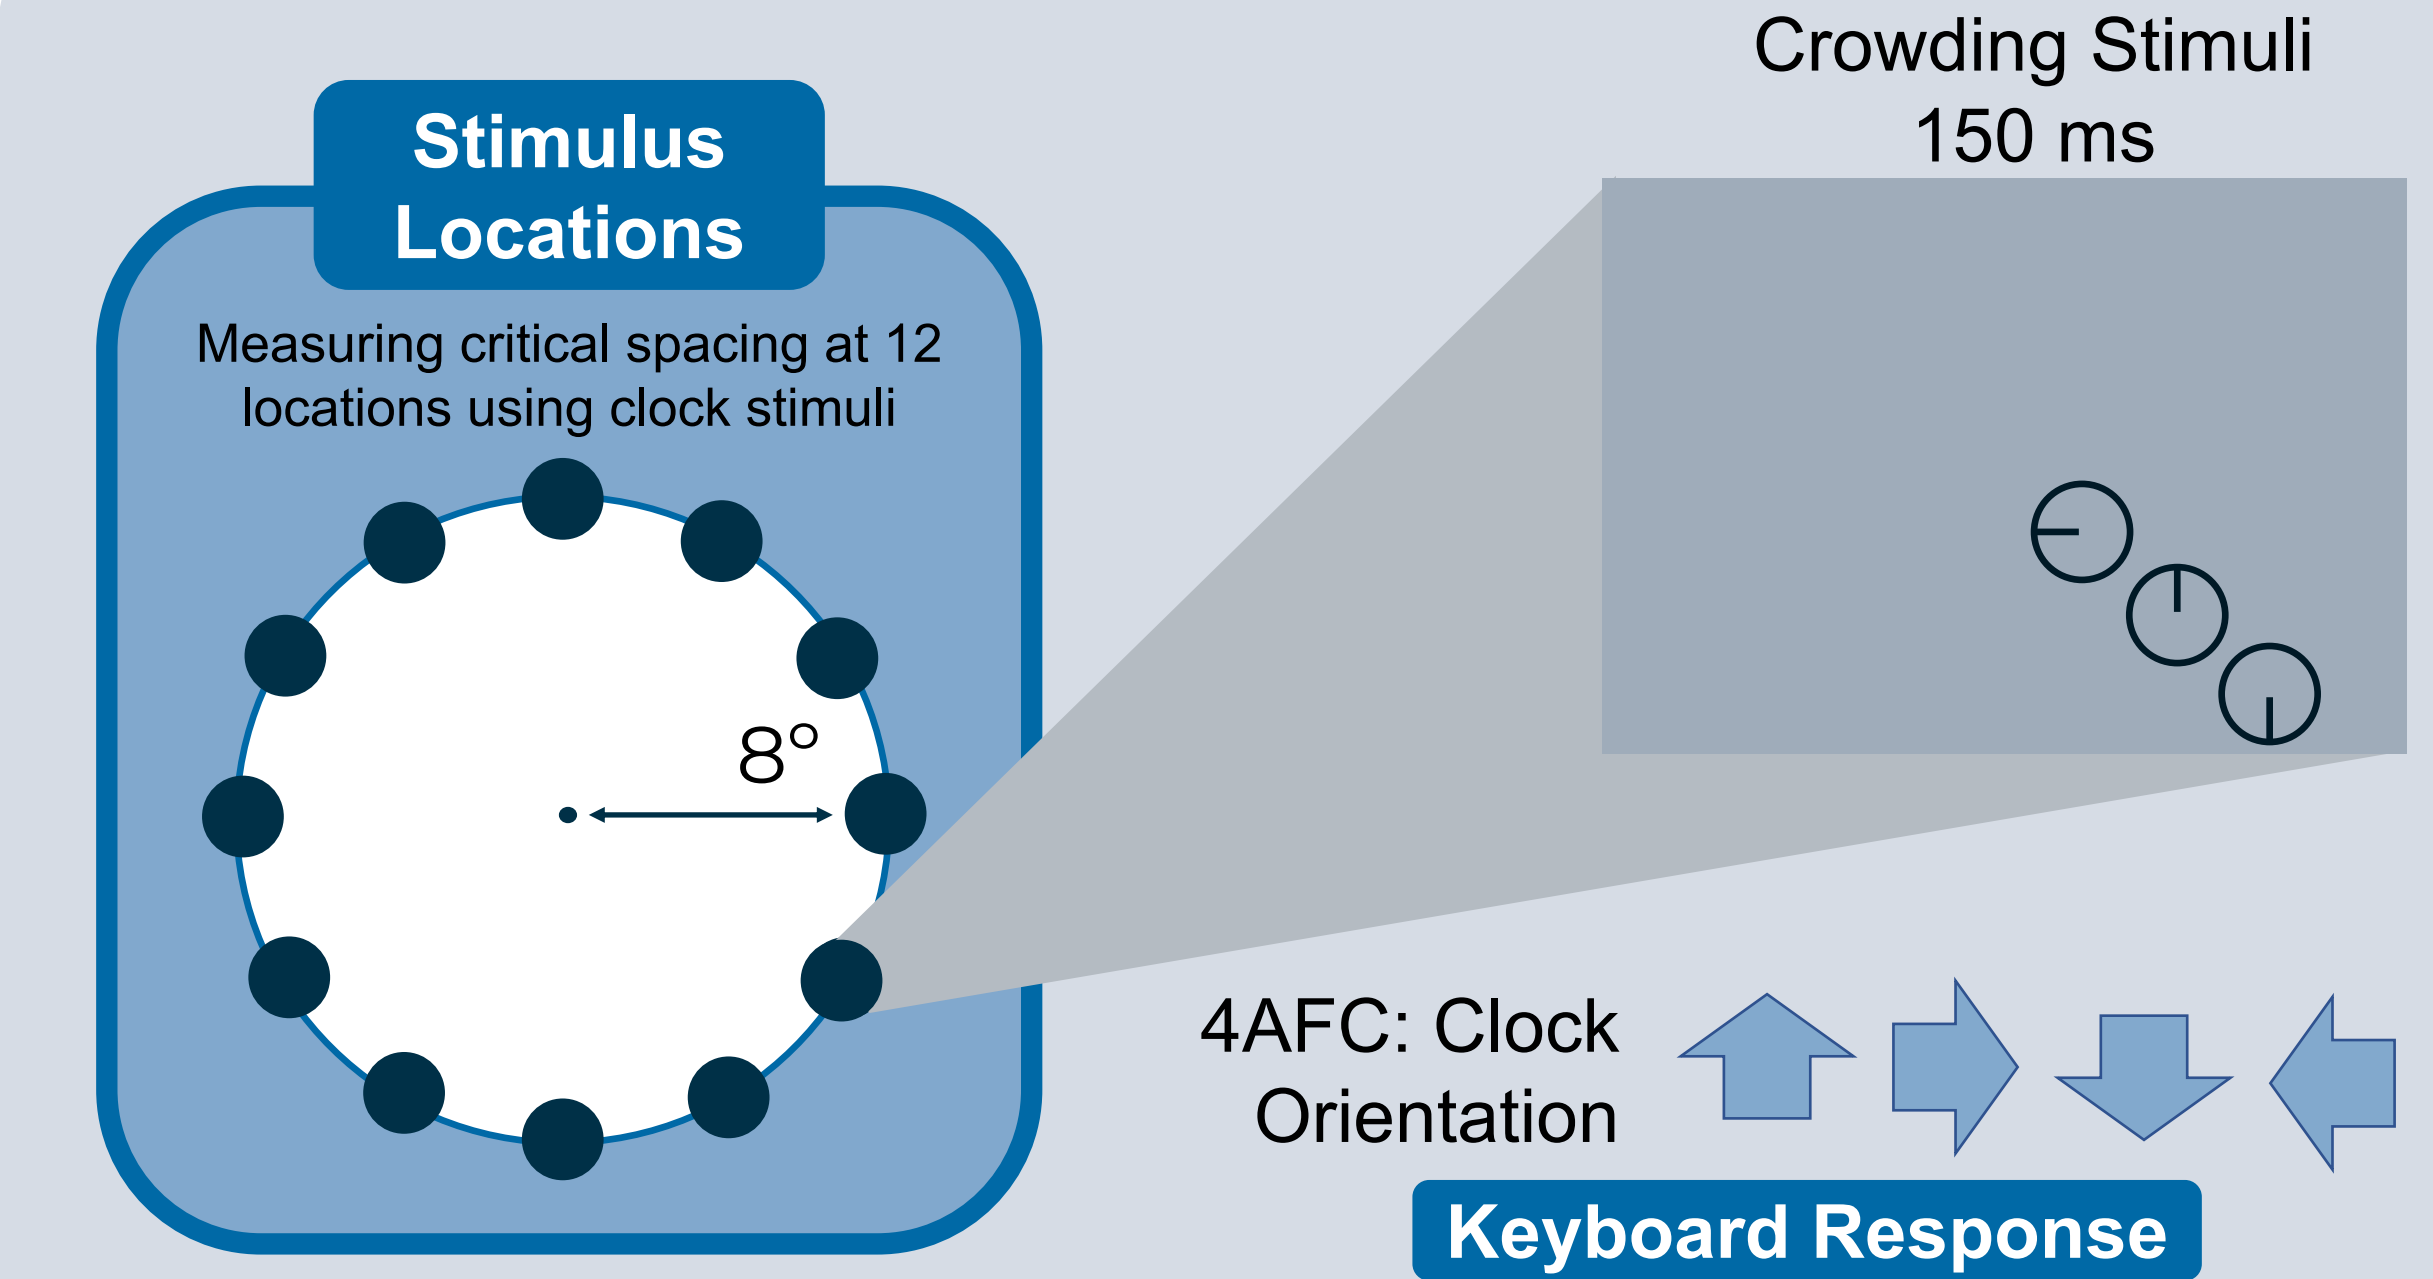 Stimulus
Locations
Measuring critical spacing at 12
locations using clock stimuli
8°
Crowding Stimuli
150 ms
4AFC: Clock
Orientation
Keyboard Response